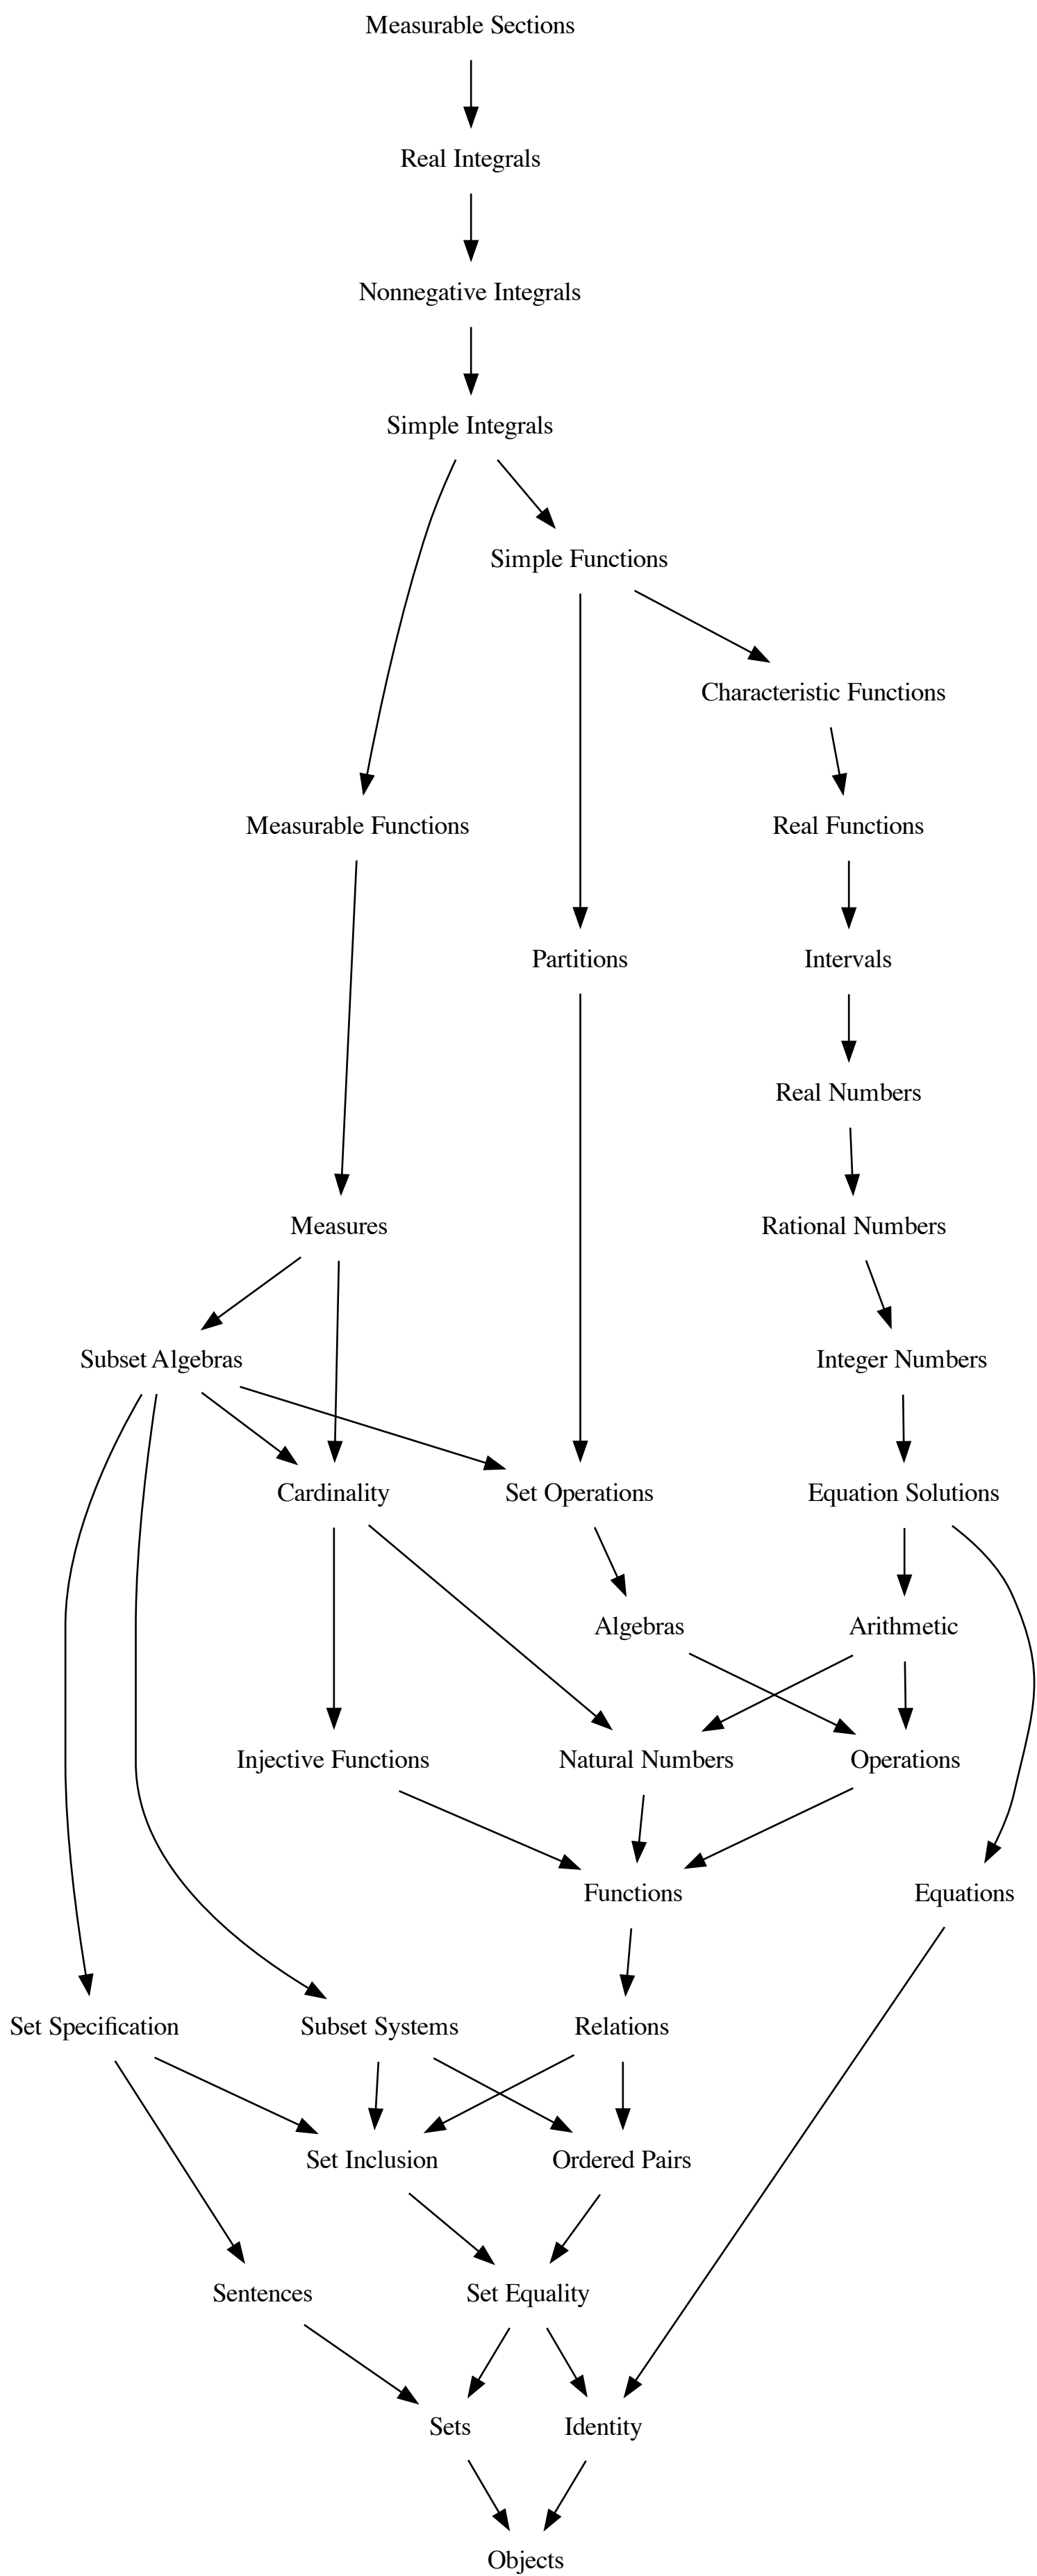 Measurable Sections
Real Integrals
Nonnegative Integrals
Simple Integrals
Simple Functions
Characteristic Functions
Measurable Functions
Real Functions
Partitions
Intervals
Real Numbers
Measures
Rational Numbers
Subset Algebras
Integer Numbers
Cardinality
Set Operations
Equation Solutions
Algebras
Arithmetic
Injective Functions
Natural Numbers
Operations
Functions
Equations
Set Specification
Subset Systems
Relations
Set Inclusion
Ordered Pairs
Sentences
Set Equality
Sets
Identity
Objects